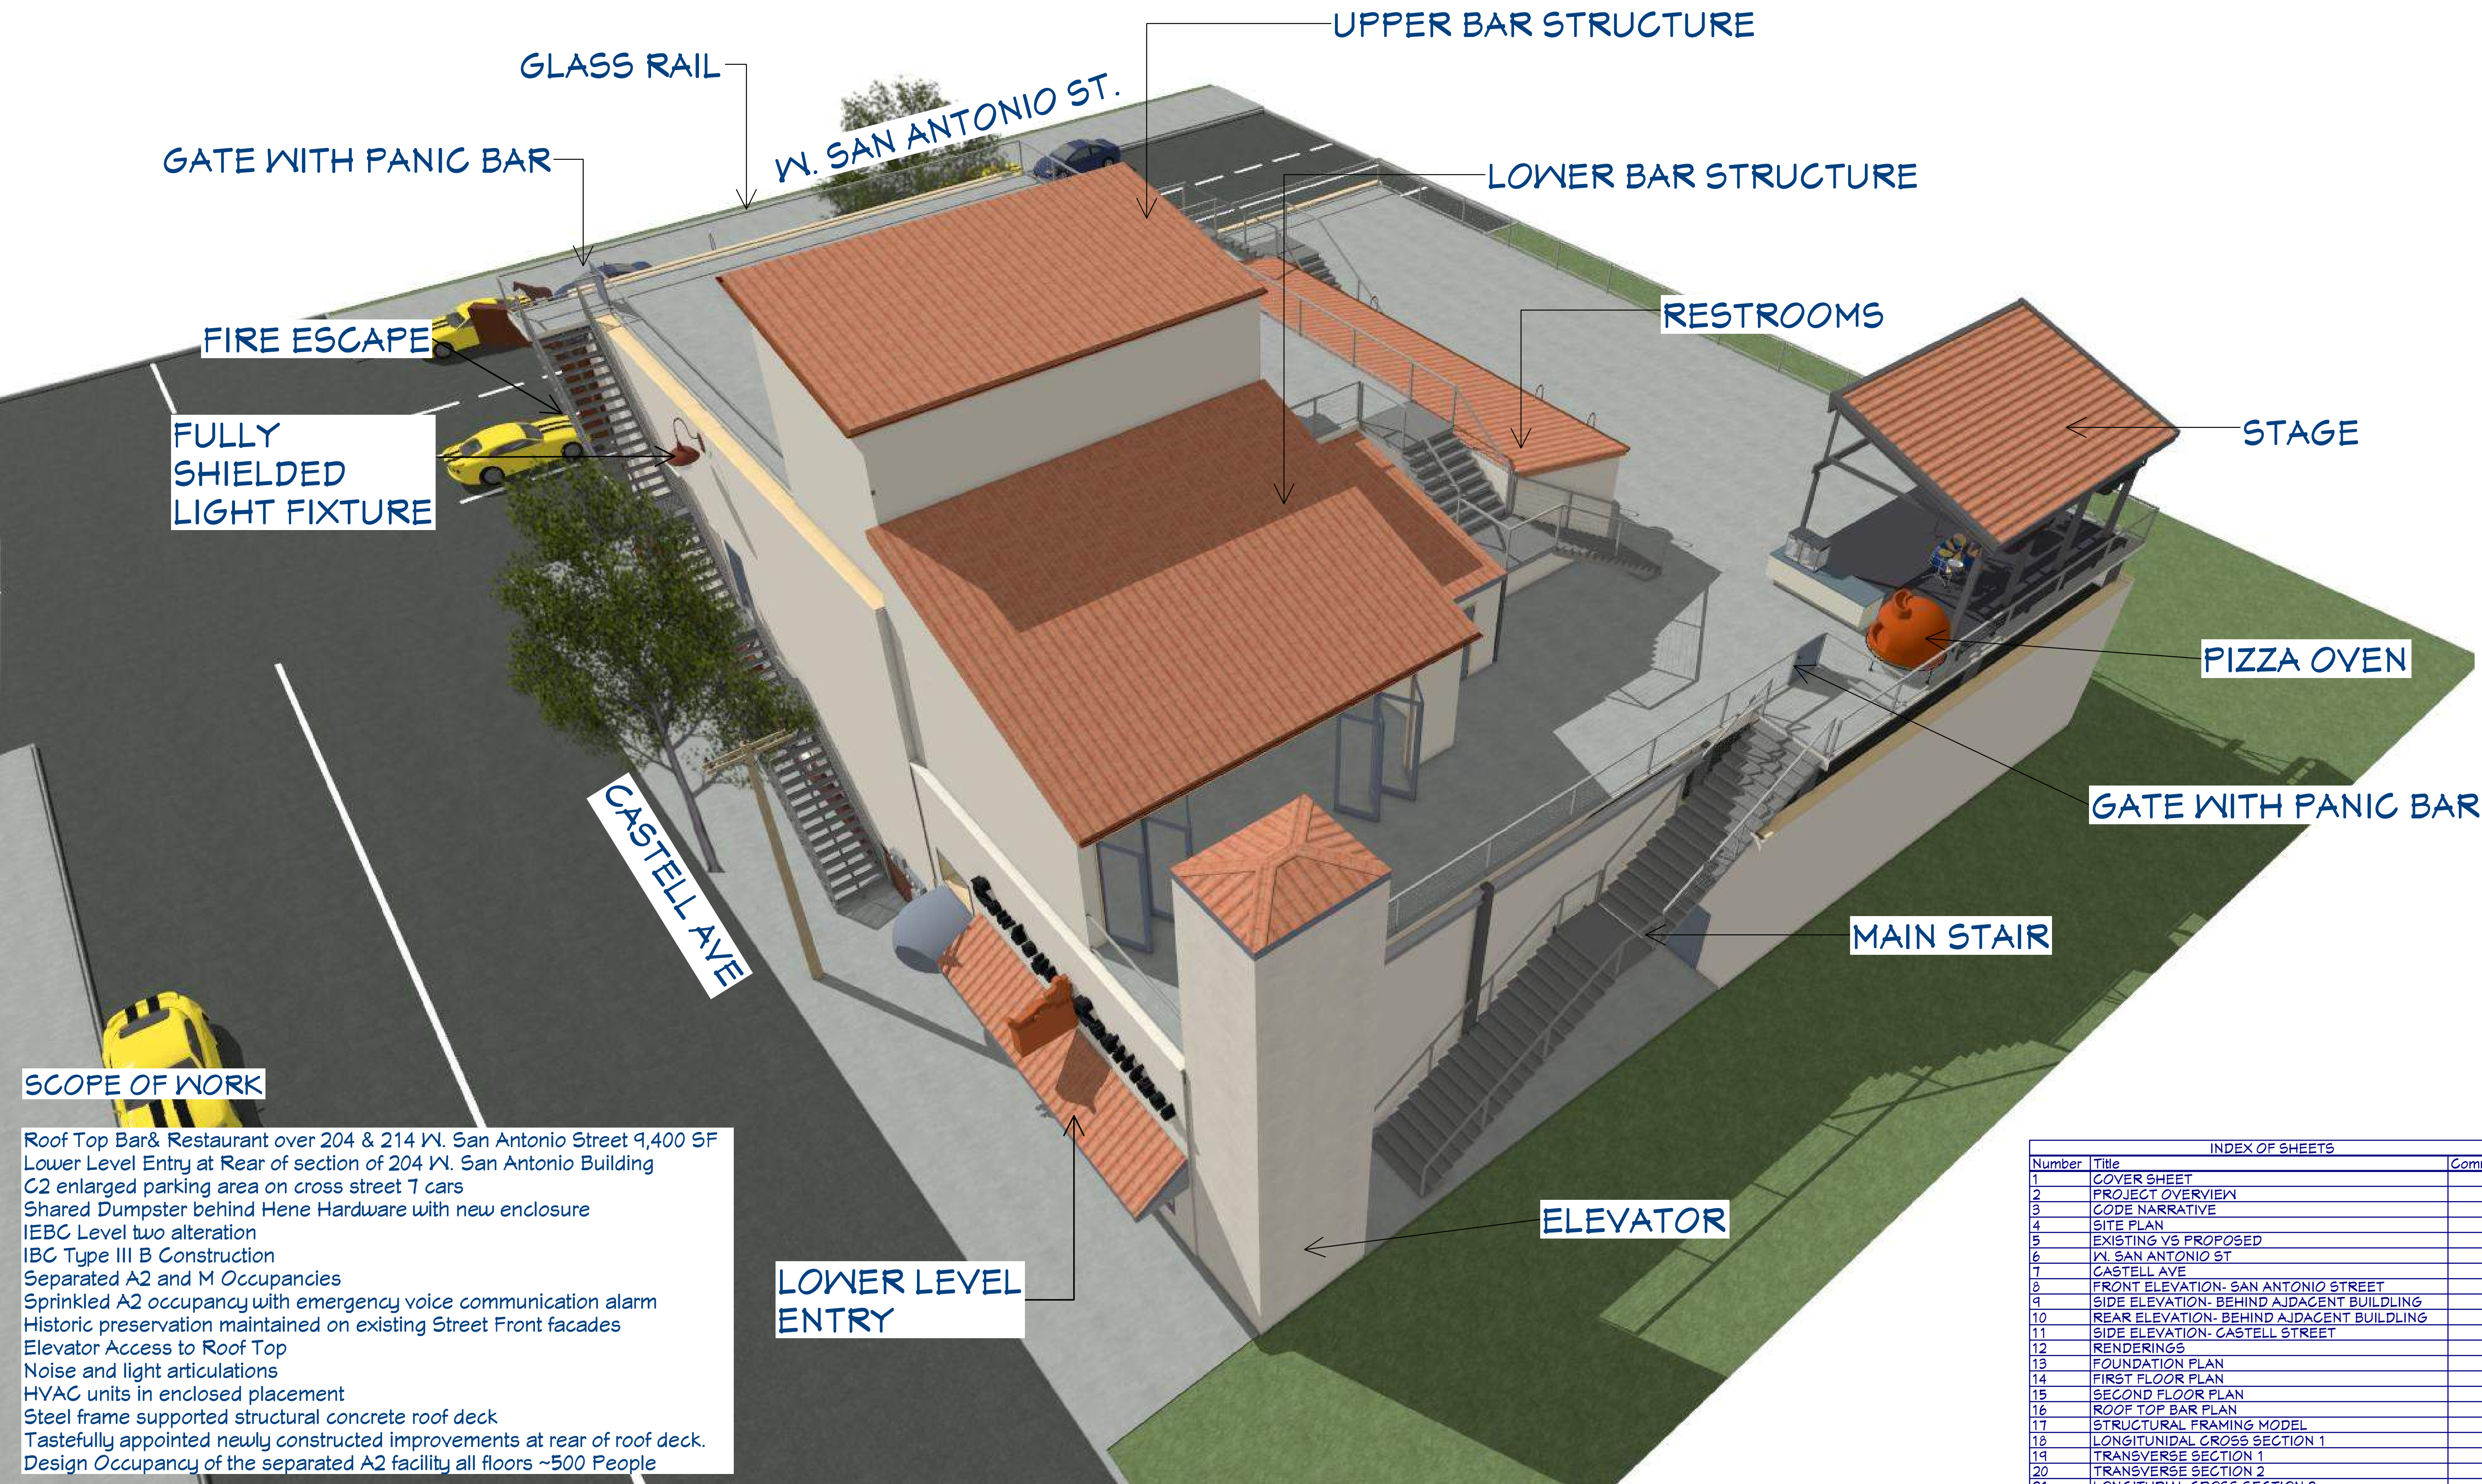 UPPER BAR STRUCTURE
GLASS RAIL
W. SAN ANTONIO ST.
GATE WITH PANIC BAR
LOWER BAR STRUCTURE
RESTROOMS
FIRE ESCAPE
STAGE
FULLY
SHIELDED
LIGHT FIXTURE
PIZZA OVEN
GATE WITH PANIC BAR
CASTELL AVE
MAIN STAIR
ELEVATOR
LOWER LEVEL
ENTRY
SCOPE OF WORK
Roof Top Bar& Restaurant over 204 & 214 W. San Antonio Street 9,400 SF
Lower Level Entry at Rear of section of 204 W. San Antonio Building
C2 enlarged parking area on cross street 7 cars
Shared Dumpster behind Hene Hardware with new enclosure
IEBC Level two alteration
IBC Type III B Construction
Separated A2 and M Occupancies
Sprinkled A2 occupancy with emergency voice communication alarm
Historic preservation maintained on existing Street Front facades
Elevator Access to Roof Top
Noise and light articulations
HVAC units in enclosed placement
Steel frame supported structural concrete roof deck
Tastefully appointed newly constructed improvements at rear of roof deck.
Design Occupancy of the separated A2 facility all floors ~500 People
INDEX OF SHEETS
Number Title Com
1 COVER SHEET
2 PROJECT OVERVIEW
3 CODE NARRATIVE
4 SITE PLAN
5 EXISTING VS PROPOSED
6 W. SAN ANTONIO ST
7 CASTELL AVE
8 FRONT ELEVATION- SAN ANTONIO STREET
9 SIDE ELEVATION- BEHIND AJDACENT BUILDLING
10 REAR ELEVATION- BEHIND AJDACENT BUILDLING
11 SIDE ELEVATION- CASTELL STREET
12 RENDERINGS
13 FOUNDATION PLAN
14 FIRST FLOOR PLAN
15 SECOND FLOOR PLAN
16 ROOF TOP BAR PLAN
17 STRUCTURAL FRAMING MODEL
18 LONGITUNIDAL CROSS SECTION 1
19 TRANSVERSE SECTION 1
20 TRANSVERSE SECTION 2